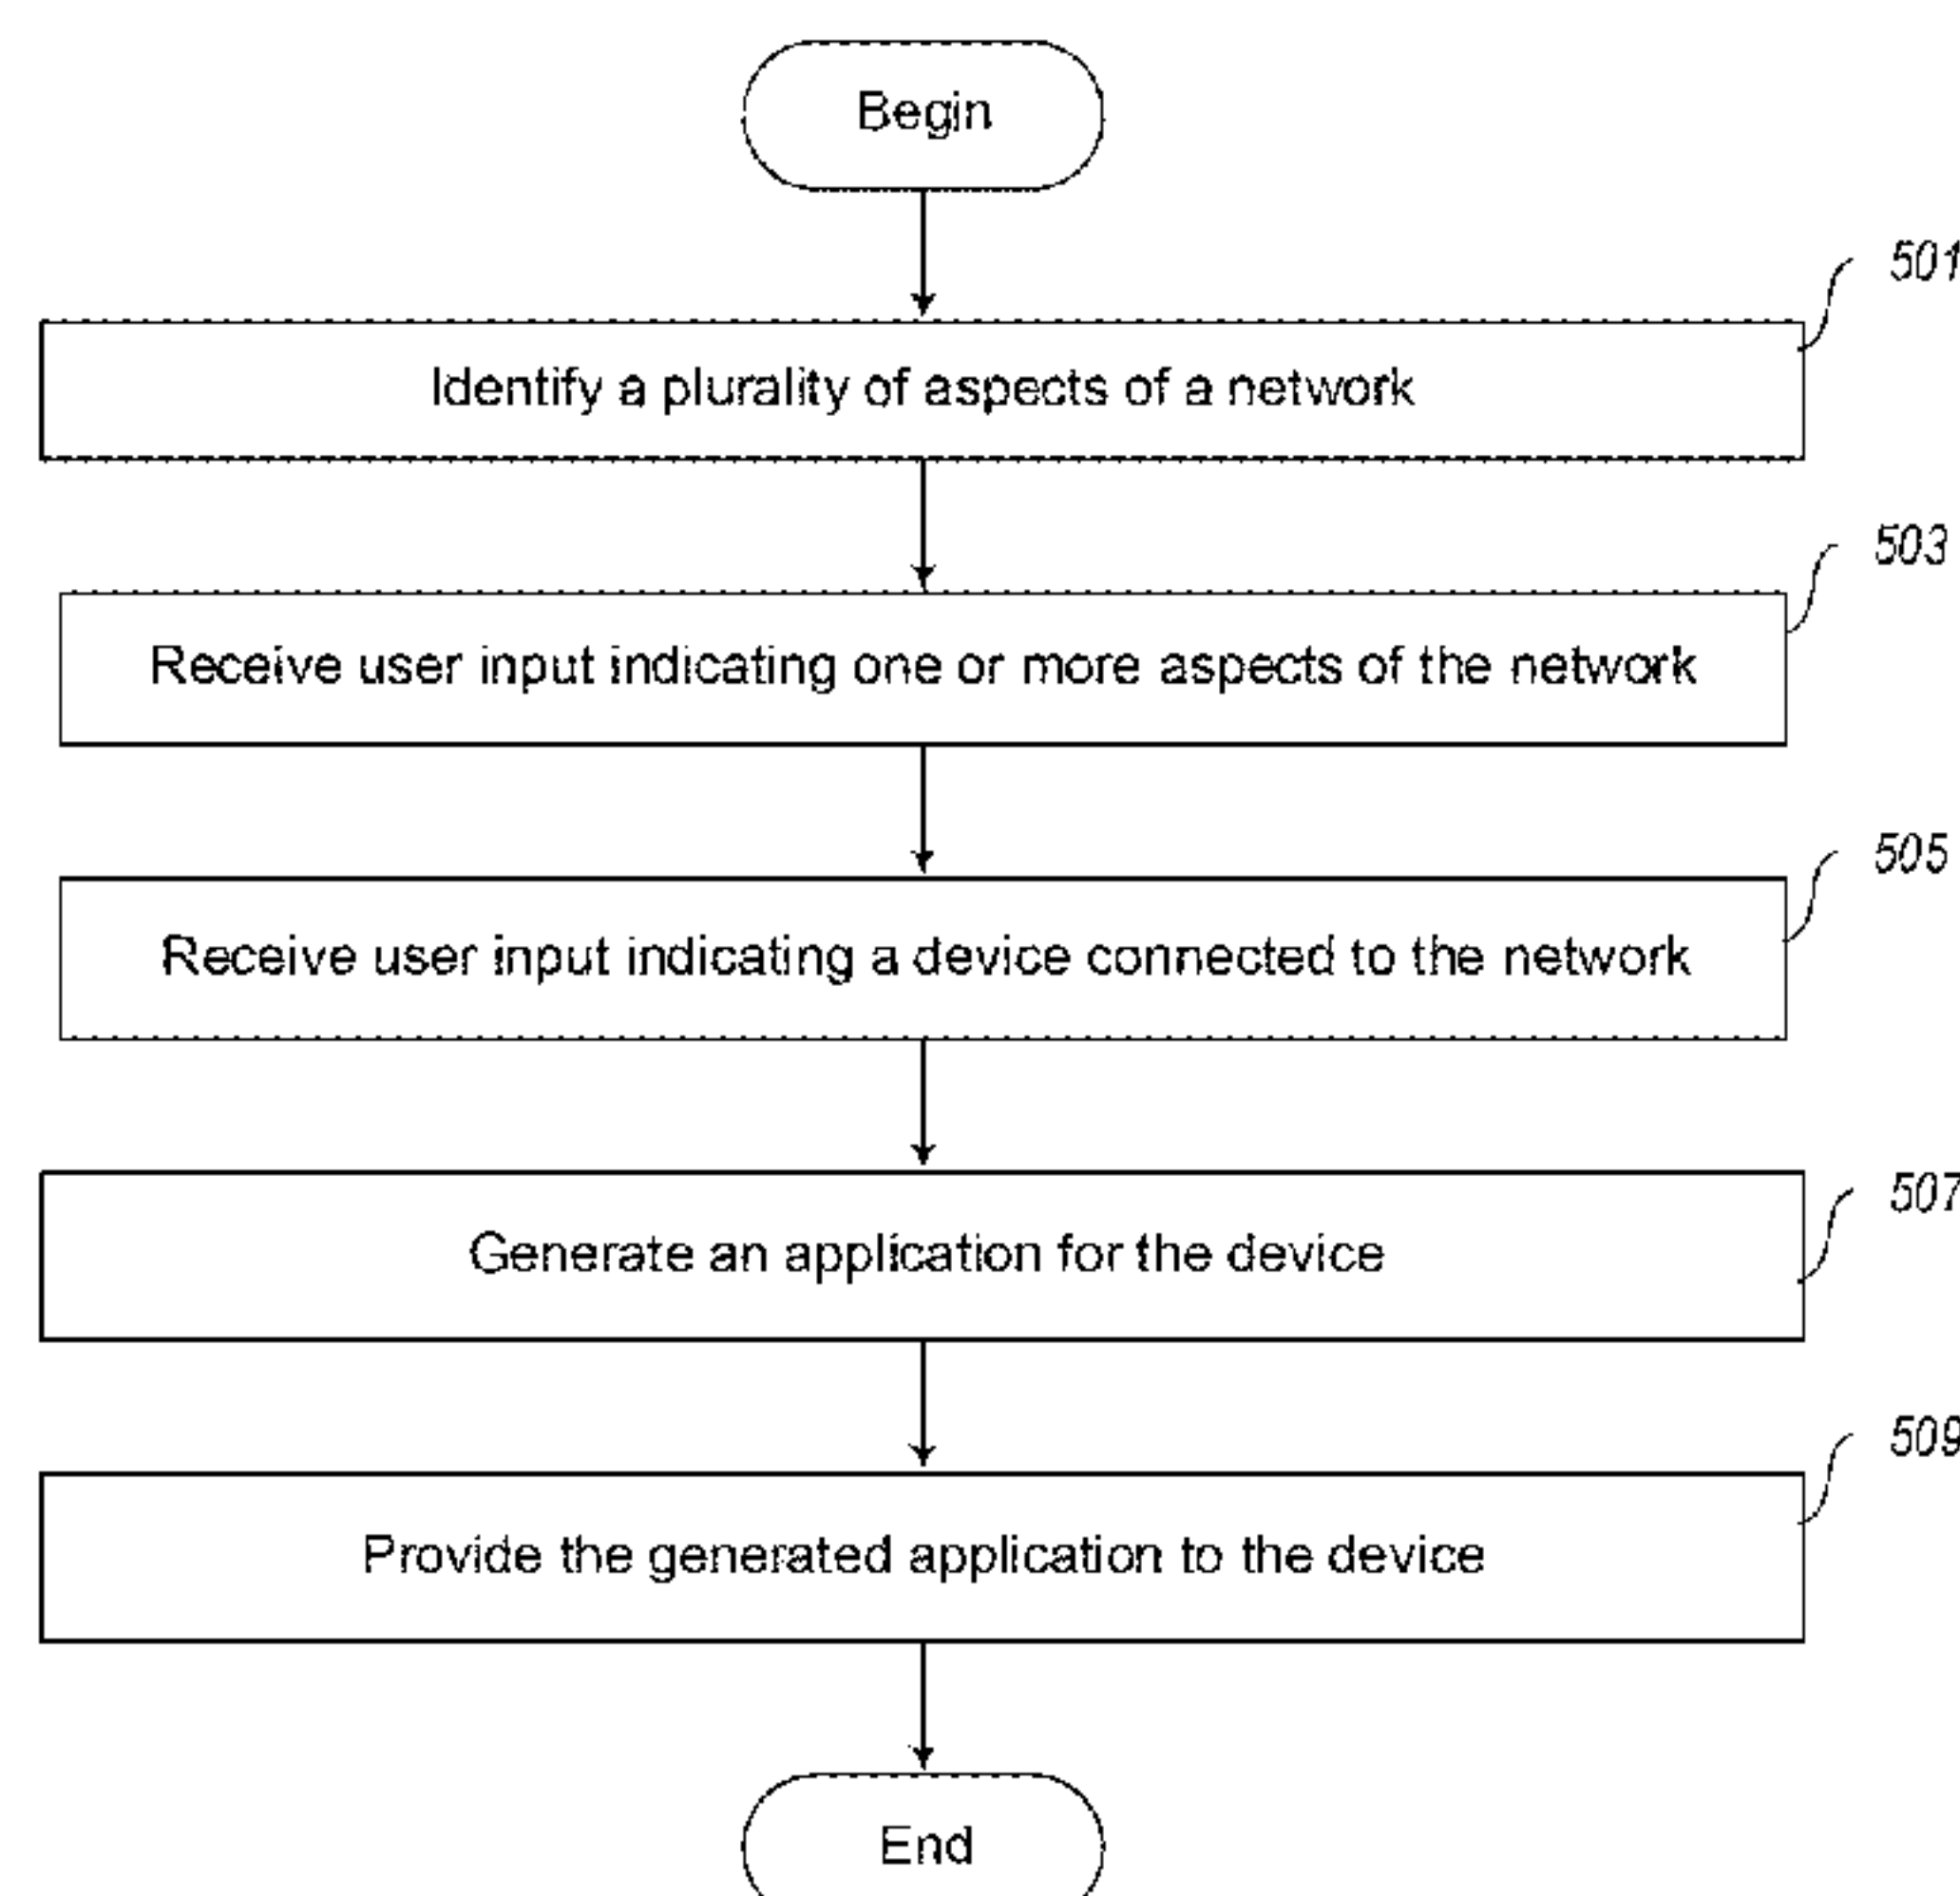 Begin
501
Identify a plurality of aspects of a network
503
Receive user input indicating one or more aspects of the network
505
Receive user input indicating a device connected to the network
507
Generate an application for the device
509
Provide the generated application to the device
End